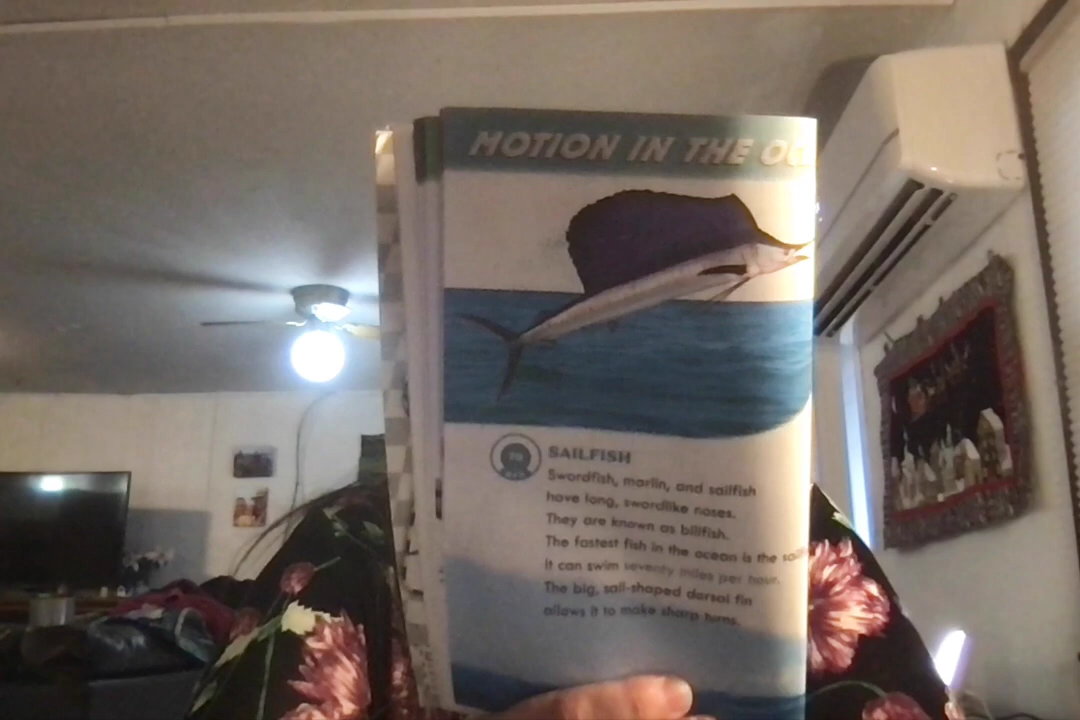 MOTION IN THE OC
SAILFISH
Swordfish, marlin, and sailfish
have long, swordlike noses.
They are known as billfish.
The fastest fish in the ocean is the sailf
It can swim seventy miles per hour.
The big, sail-shaped dorsal fin
allows it to make sharp turns.